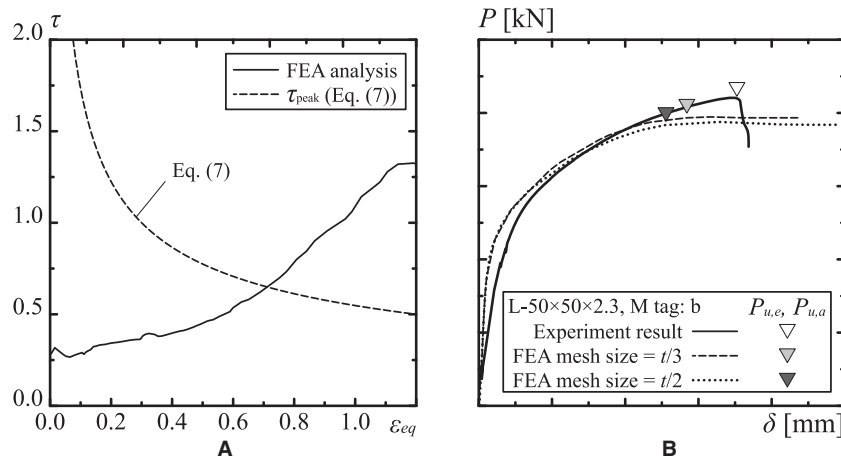 τ
2.0
1.5
1.0
0.5
0.0
0.0 0.2 0.4 0.6 0.8 1.0 εeq
FEA analysis
τpeak (Eq. (7))
Eq. (7)
A
P [kN]
L-50×50×2.3, M tag: b Pu,e, Pu,a
Experiment result
FEA mesh size = t/3
FEA mesh size = t/2
δ [mm]
B